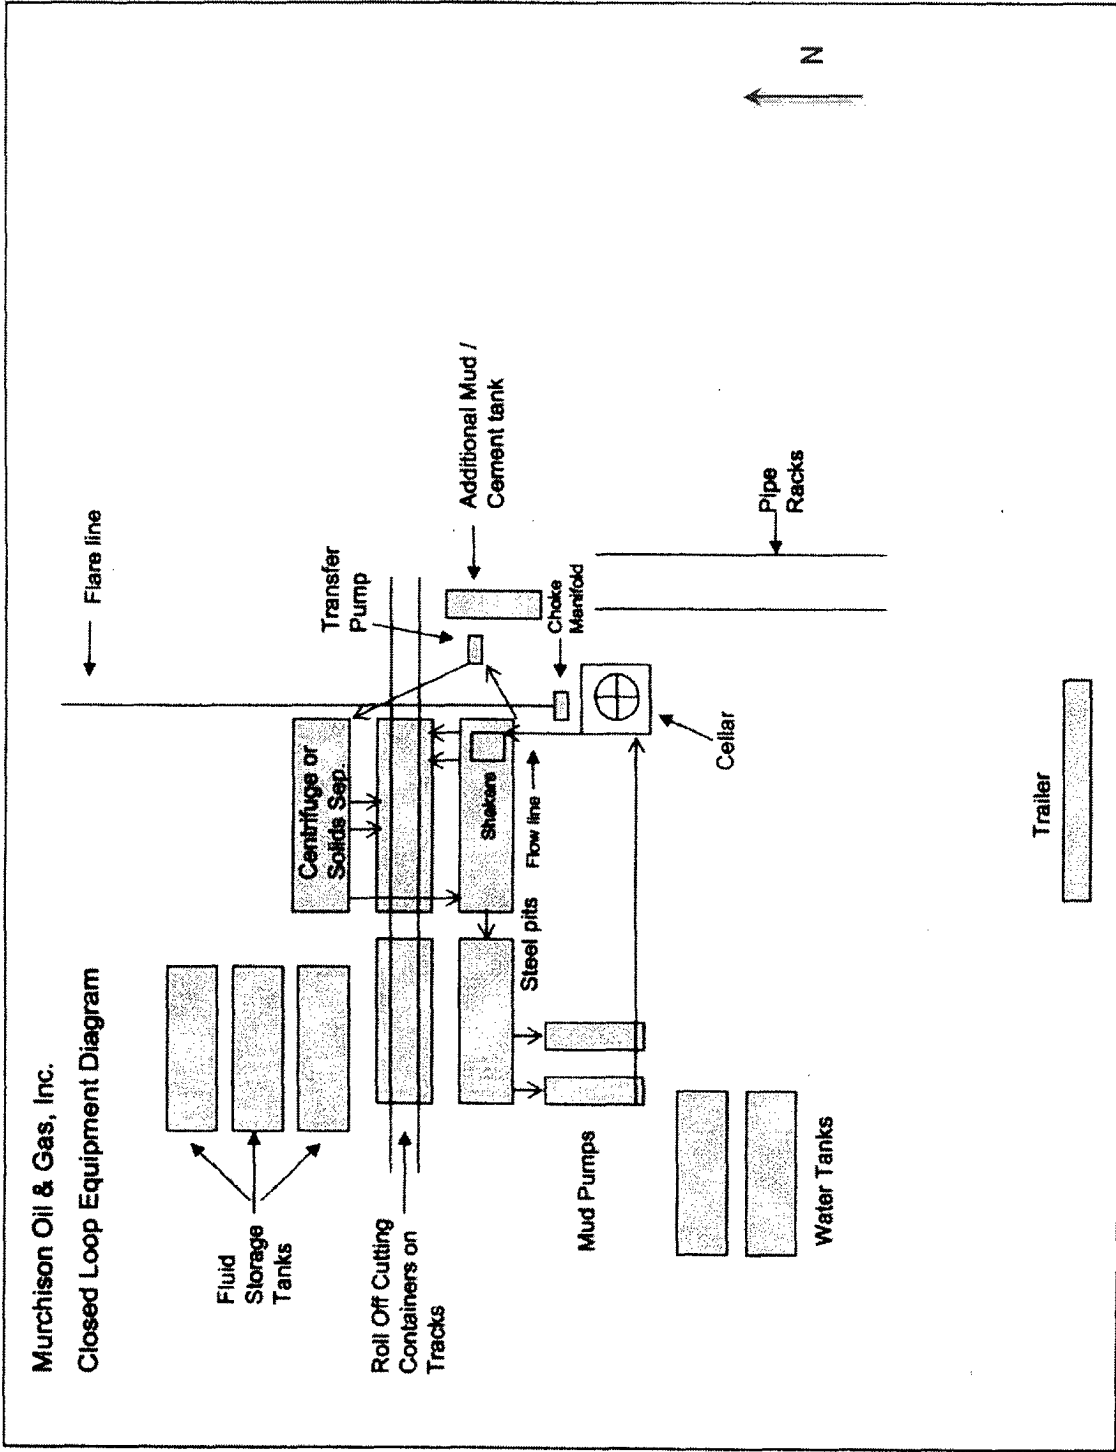 Murchison Oil & Gas, Inc.
Closed Loop Equipment Diagram
Fluid
Storage
Tanks
Flare line
Centrifuge or
Solids Sep.
Transfer
Pump
Roll Off Cutting
Containers on
Tracks
Additional Mud /
Cement tank
Shakers
Steel pits
Flow line
Choke
Manifold
Mud Pumps
Cellar
Pipe
Racks
Water Tanks
N
Trailer